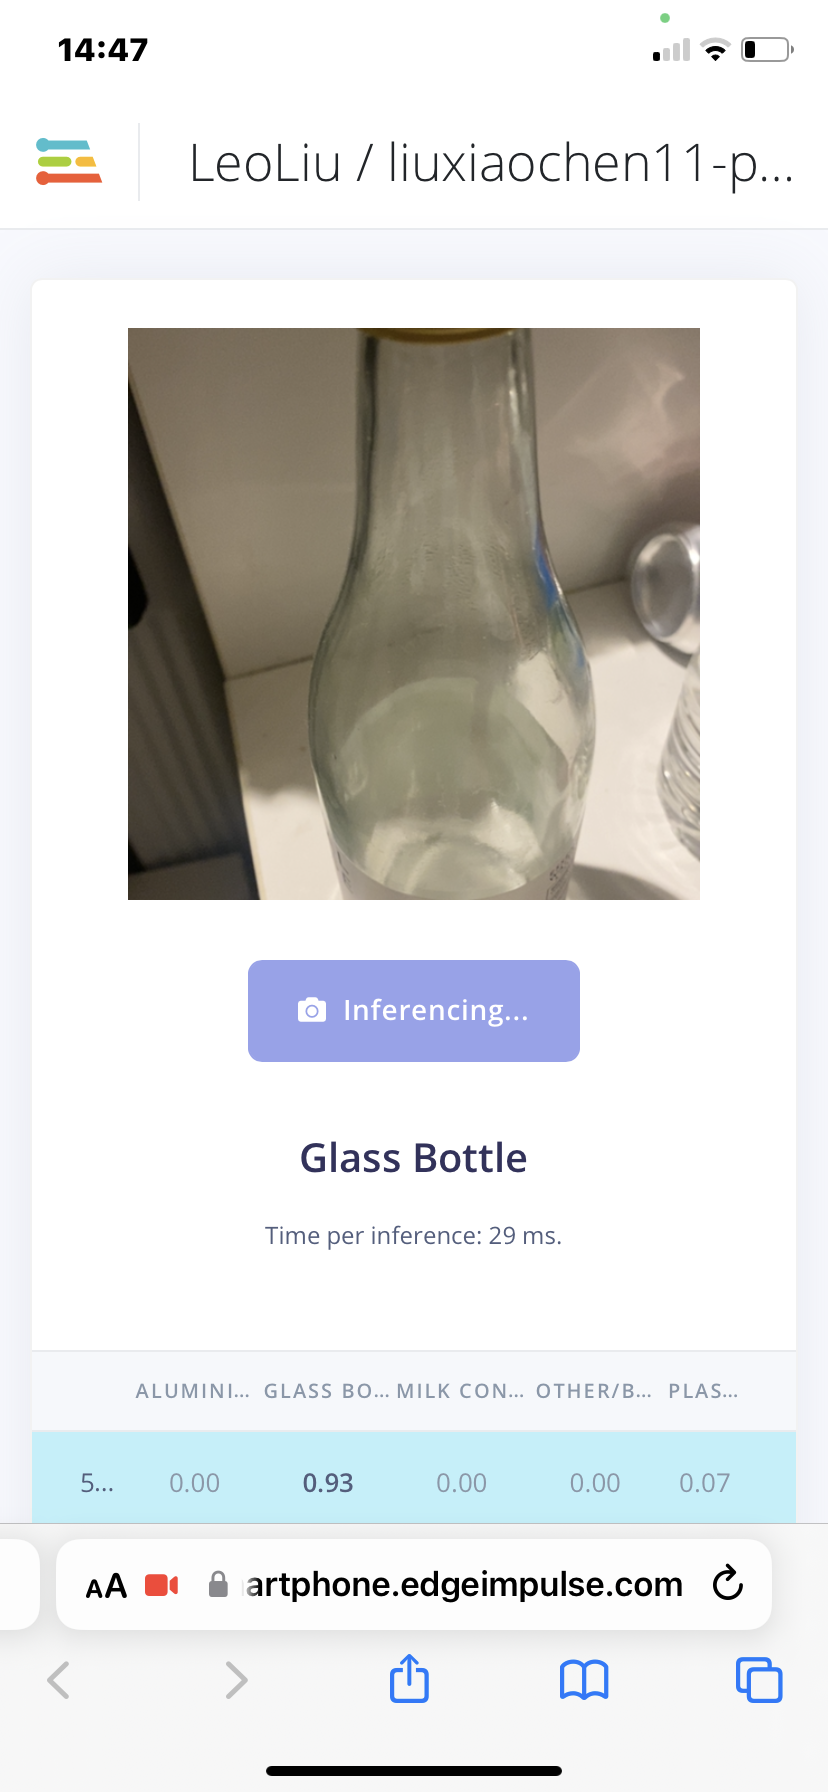 14:47
LeoLiu / liuxiaochen11-p...
Inferencing...
Glass Bottle
Time per inference: 29 ms.
ALUMINI... GLASS BO... MILK CON... OTHER/B... PLAS...
5... 0.00 0.93 0.00 0.00 0.07
AA artphone.edgeimpulse.com